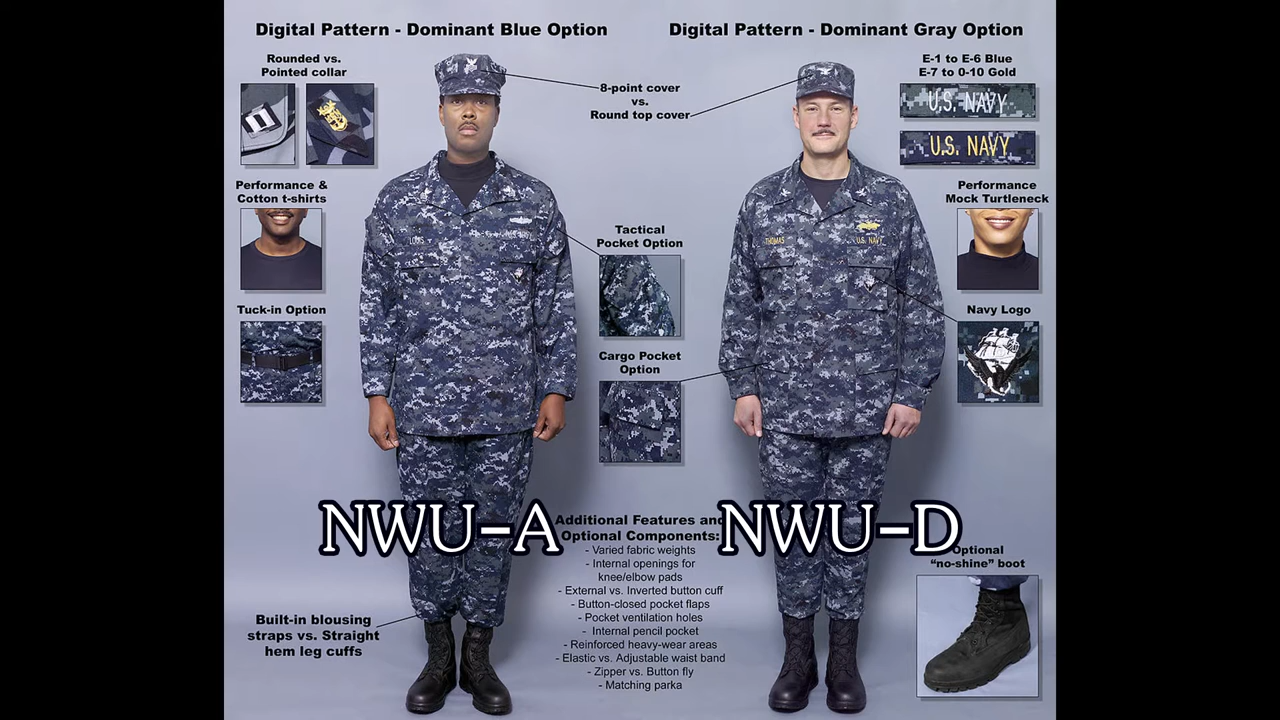 Digital Pattern - Dominant Blue Option
Digital Pattern - Dominant Gray Option
Rounded vs.
Pointed collar
8-point cover
vs.
Round top cover
E-1 to E-6 Blue
E-7 to 0-10 Gold
U.S. NAVY
U.S. NAVY
Performance &
Cotton t-shirts
Performance
Mock Turtleneck
Tactical
Pocket Option
LOUIS
THOMAS
U.S. NAVY
Tuck-in Option
Navy Logo
Cargo Pocket
Option
NWU-A
NWU-D
Additional Features and
Optional Components:
- Varied fabric weights
- Internal openings for
knee/elbow pads
- External vs. Inverted button cuff
- Button-closed pocket flaps
- Pocket ventilation holes
- Internal pencil pocket
- Reinforced heavy-wear areas
- Elastic vs. Adjustable waist band
- Zipper vs. Button fly
- Matching parka
Optional
“no-shine” boot
Built-in blousing
straps vs. Straight
hem leg cuffs